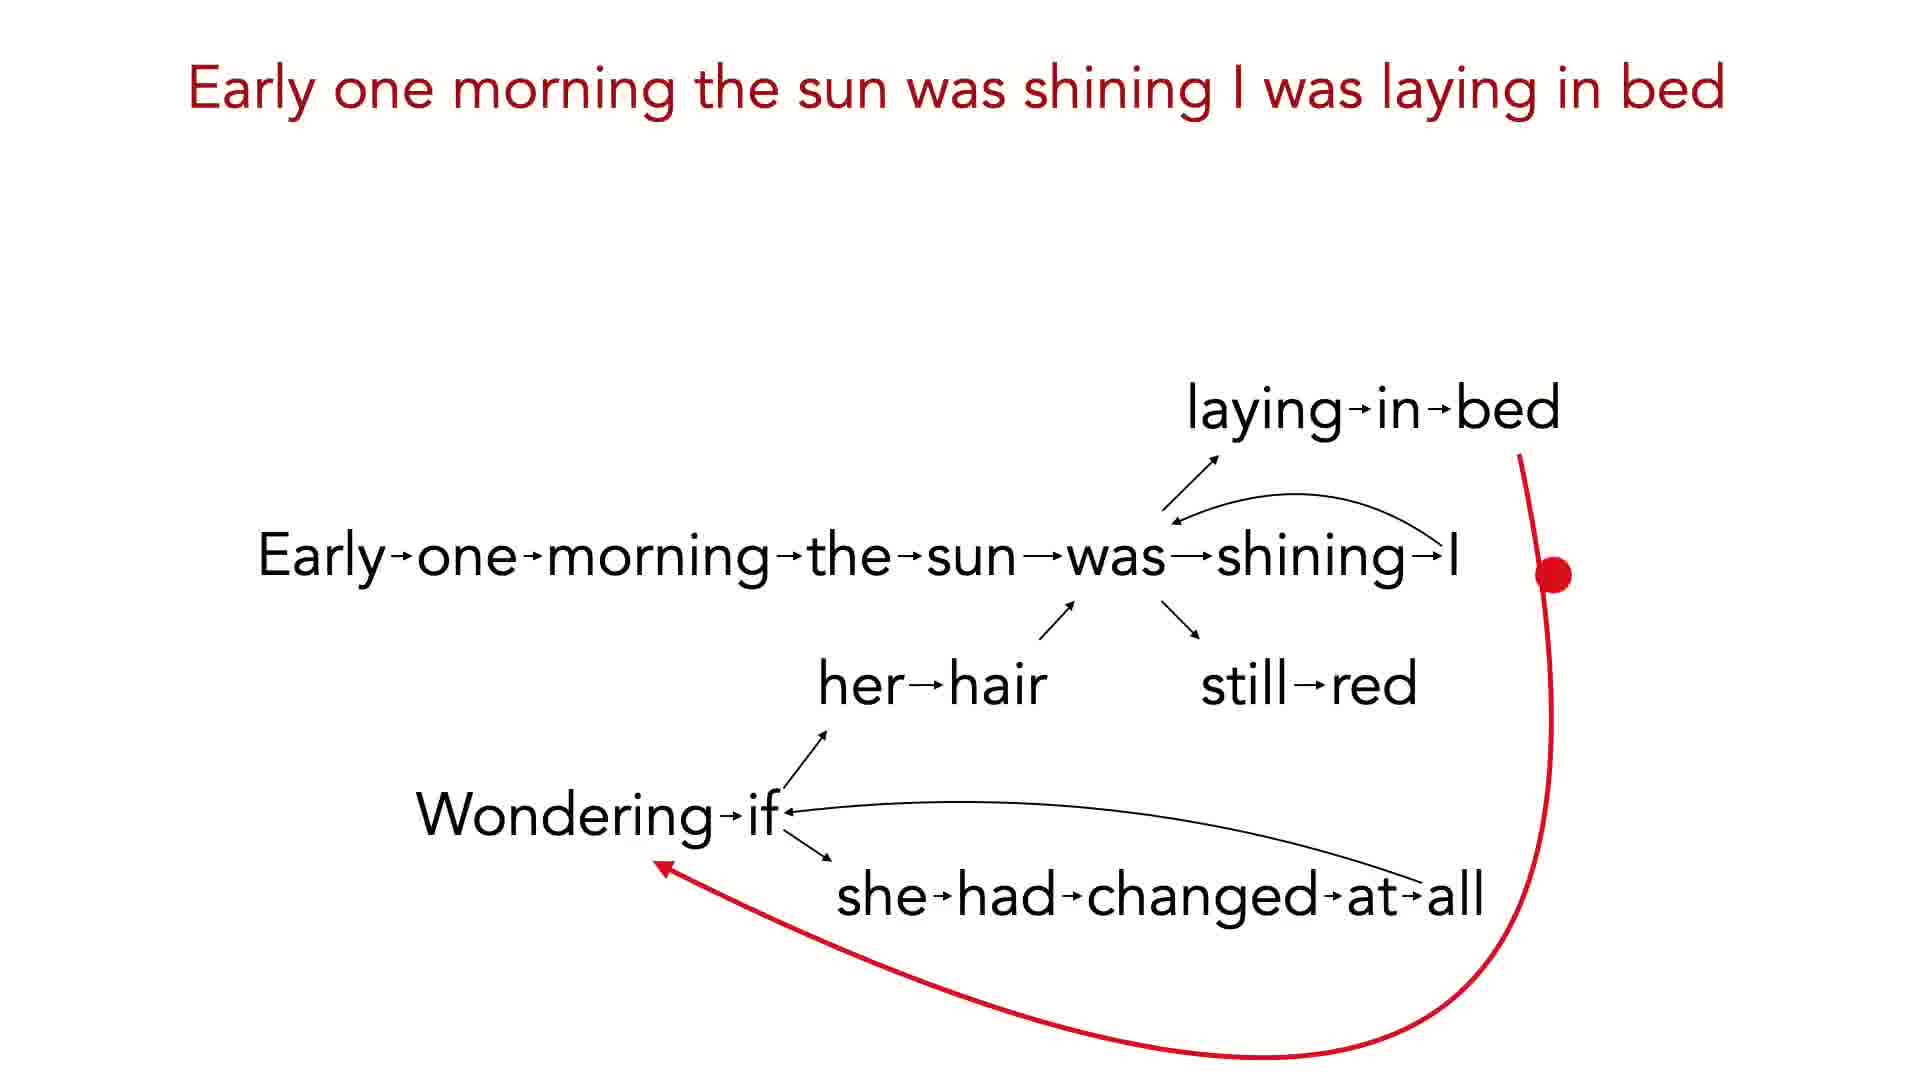 Early one morning the sun was shining I was laying in bed
laying in bed
Early one morning the sun was shining I
her hair still red
Wondering if
she had changed at all